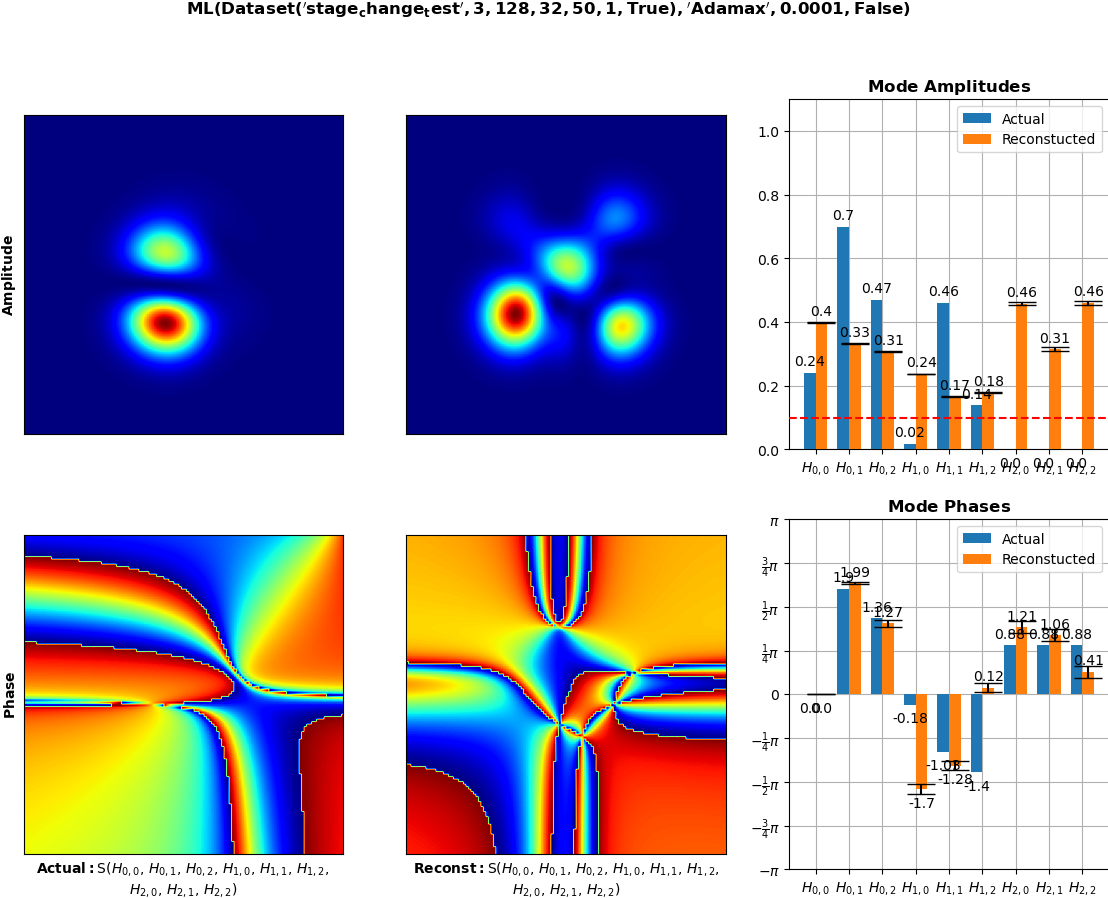 ML(Dataset('stage_change_test', 3, 128, 32, 50, 1, True), 'Adamax', 0.0001, False)
Amplitude
Mode Amplitudes
Actual
Reconstucted
1.0
0.8
0.6
0.4
0.2
0.0
0.24
0.4
0.7
0.33
0.47
0.31
0.02
0.24
0.46
0.17
0.14
0.18
0.0
0.46
0.0
0.31
0.0
0.46
H0,0 H0,1 H0,2 H1,0 H1,1 H1,2 H2,0 H2,1 H2,2
Phase
Actual: S(H0,0, H0,1, H0,2, H1,0, H1,1, H1,2,
H2,0, H2,1, H2,2)
Reconst: S(H0,0, H0,1, H0,2, H1,0, H1,1, H1,2,
H2,0, H2,1, H2,2)
Mode Phases
Actual
Reconstucted
π
3/4π
1/2π
1/4π
0
−1/4π
−1/2π
−3/4π
−π
0.0
0.0
1.9
1.99
1.36
1.27
-0.18
-1.7
-1.03
-1.28
-1.4
0.12
0.88
1.21
0.88
1.06
0.88
0.41
H0,0 H0,1 H0,2 H1,0 H1,1 H1,2 H2,0 H2,1 H2,2